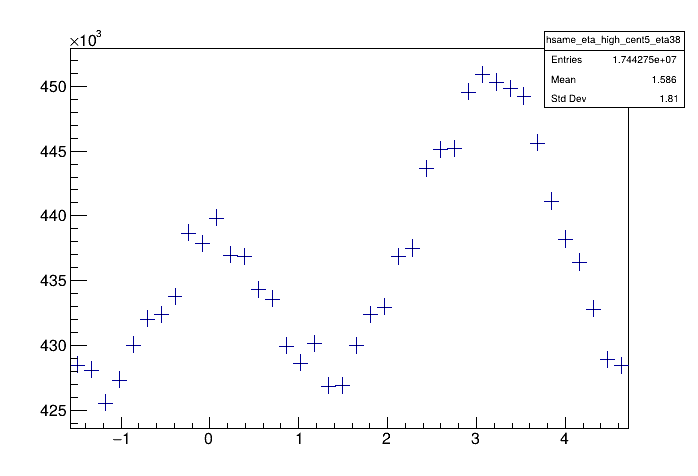 ×10³
hsame_eta_high_cent5_eta38
Entries 1.744275e+07
Mean 1.586
Std Dev 1.81
450
445
440
435
430
425
−1 0 1 2 3 4